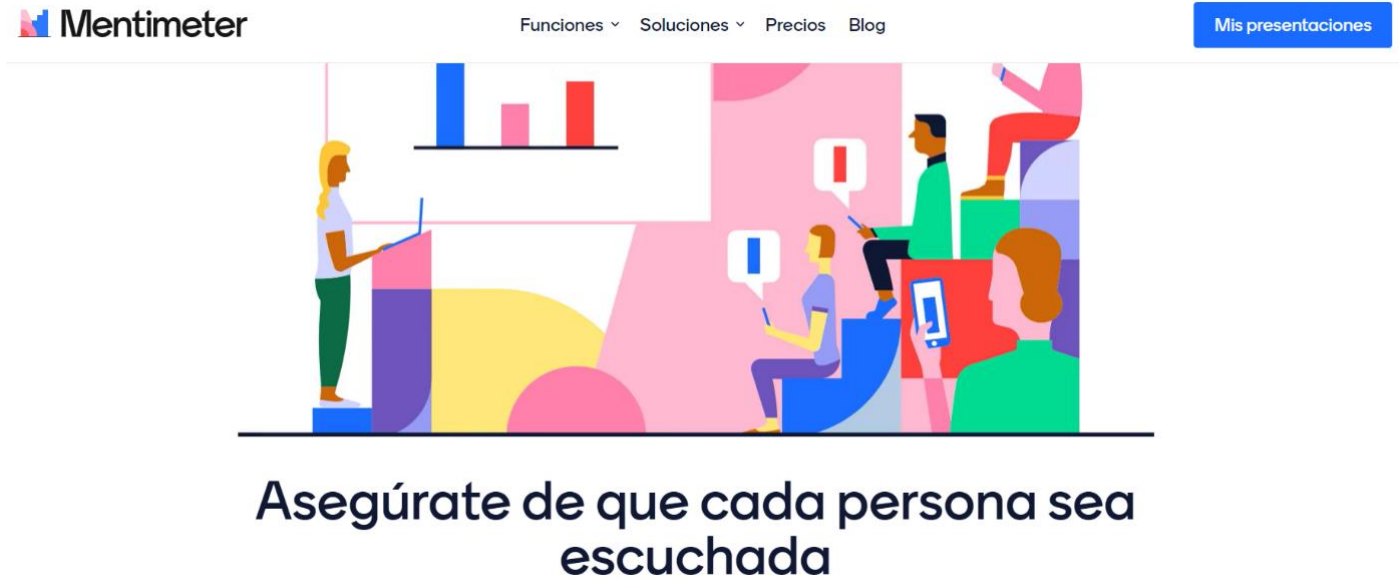 Mentimeter
Funciones Soluciones Precios Blog
Mis presentaciones
Asegúrate de que cada persona sea
escuchada